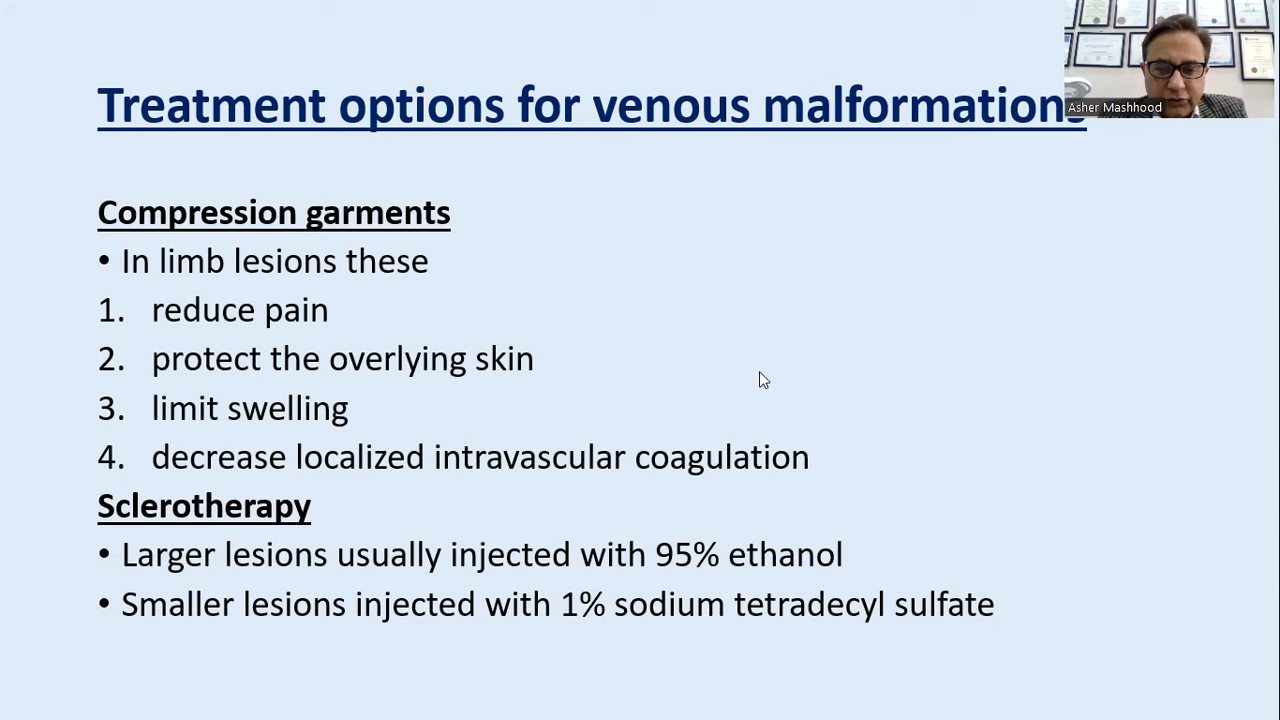 Treatment options for venous malformations
Asher Mashhood
Compression garments
• In limb lesions these
1. reduce pain
2. protect the overlying skin
3. limit swelling
4. decrease localized intravascular coagulation
Sclerotherapy
• Larger lesions usually injected with 95% ethanol
• Smaller lesions injected with 1% sodium tetradecyl sulfate